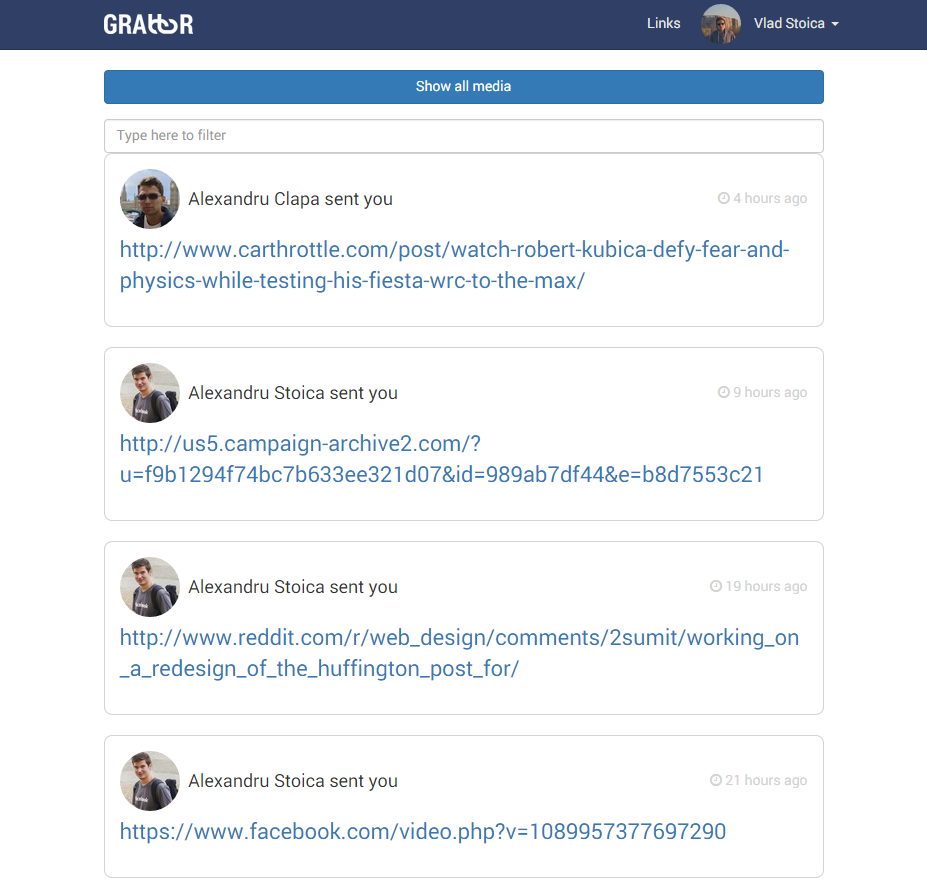 GRABBR
Links
Vlad Stoica
Show all media
Type here to filter
Alexandru Clapa sent you
4 hours ago
http://www.carthrottle.com/post/watch-robert-kubica-defy-fear-and-
physics-while-testing-his-fiesta-wrc-to-the-max/
Alexandru Stoica sent you
9 hours ago
http://us5.campaign-archive2.com/?
u=f9b1294f74bc7b633ee321d07&id=989ab7df44&e=b8d7553c21
Alexandru Stoica sent you
19 hours ago
http://www.reddit.com/r/web_design/comments/2sumit/working_on
_a_redesign_of_the_huffington_post_for/
Alexandru Stoica sent you
21 hours ago
https://www.facebook.com/video.php?v=1089957377697290